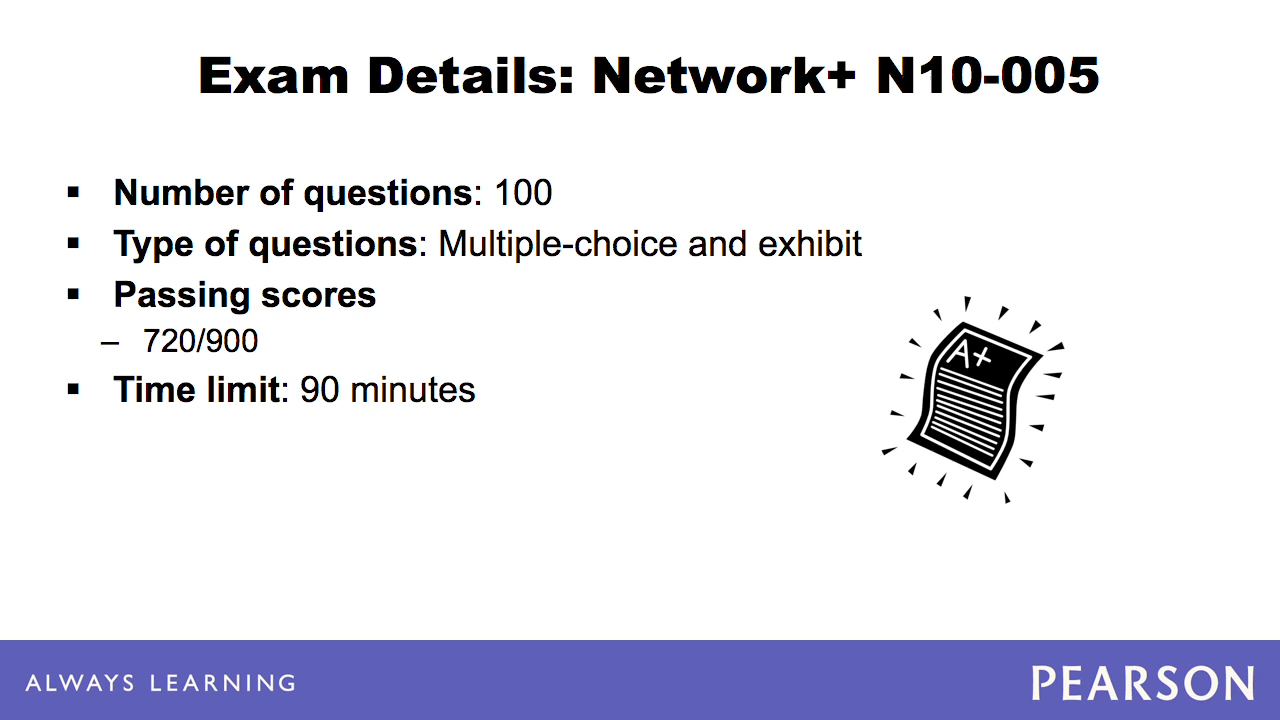 Exam Details: Network+ N10-005
▪ Number of questions: 100
▪ Type of questions: Multiple-choice and exhibit
▪ Passing scores
– 720/900
▪ Time limit: 90 minutes
A+
ALWAYS LEARNING
PEARSON